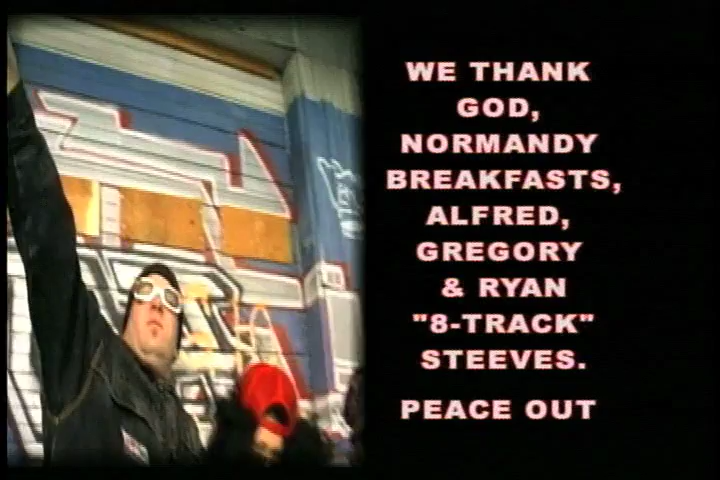 WE THANK
GOD,
NORMANDY
BREAKFASTS,
ALFRED,
GREGORY
& RYAN
"8-TRACK"
STEEVES.
PEACE OUT